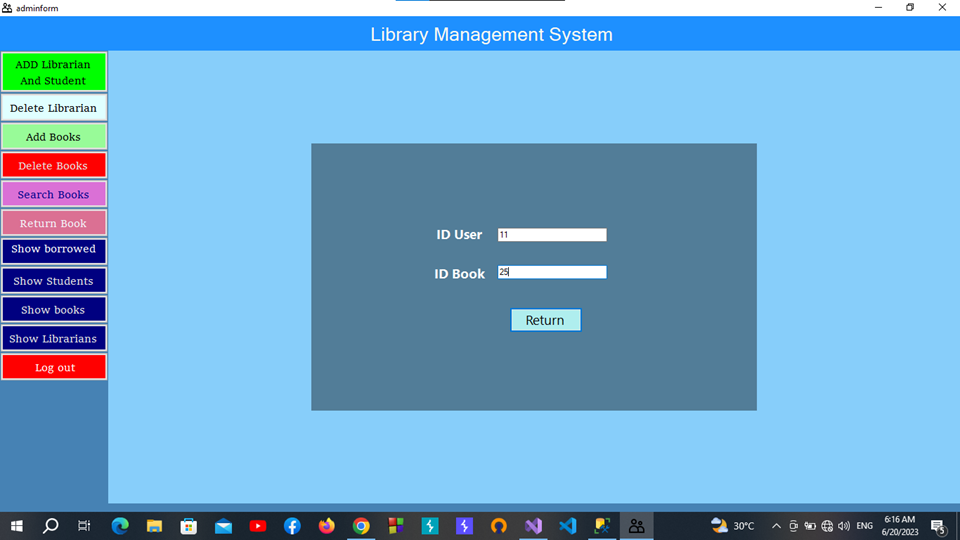 adminform
Library Management System
ADD Librarian
And Student
Delete Librarian
Add Books
Delete Books
Search Books
Return Book
Show borrowed
Show Students
Show books
Show Librarians
Log out
ID User 11
ID Book 25
Return
30°C
ENG
6:16 AM
6/20/2023
5